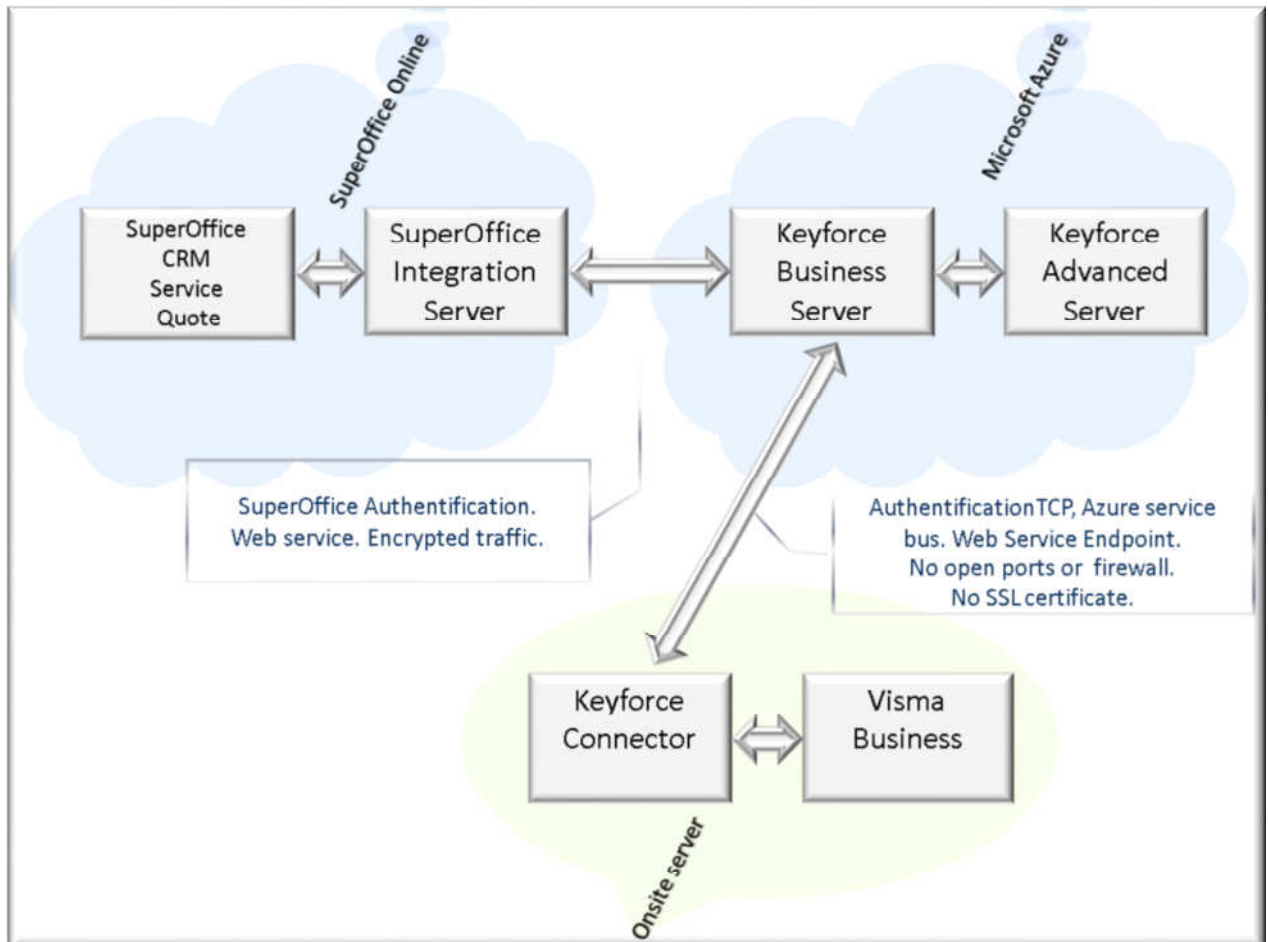 SuperOffice Online
Microsoft Azure
SuperOffice
CRM
Service
Quote
SuperOffice
Integration
Server
Keyforce
Business
Server
Keyforce
Advanced
Server
SuperOffice Authentification.
Web service. Encrypted traffic.
AuthentificationTCP, Azure service
bus. Web Service Endpoint.
No open ports or firewall.
No SSL certificate.
Keyforce
Connector
Visma
Business
Onsite server